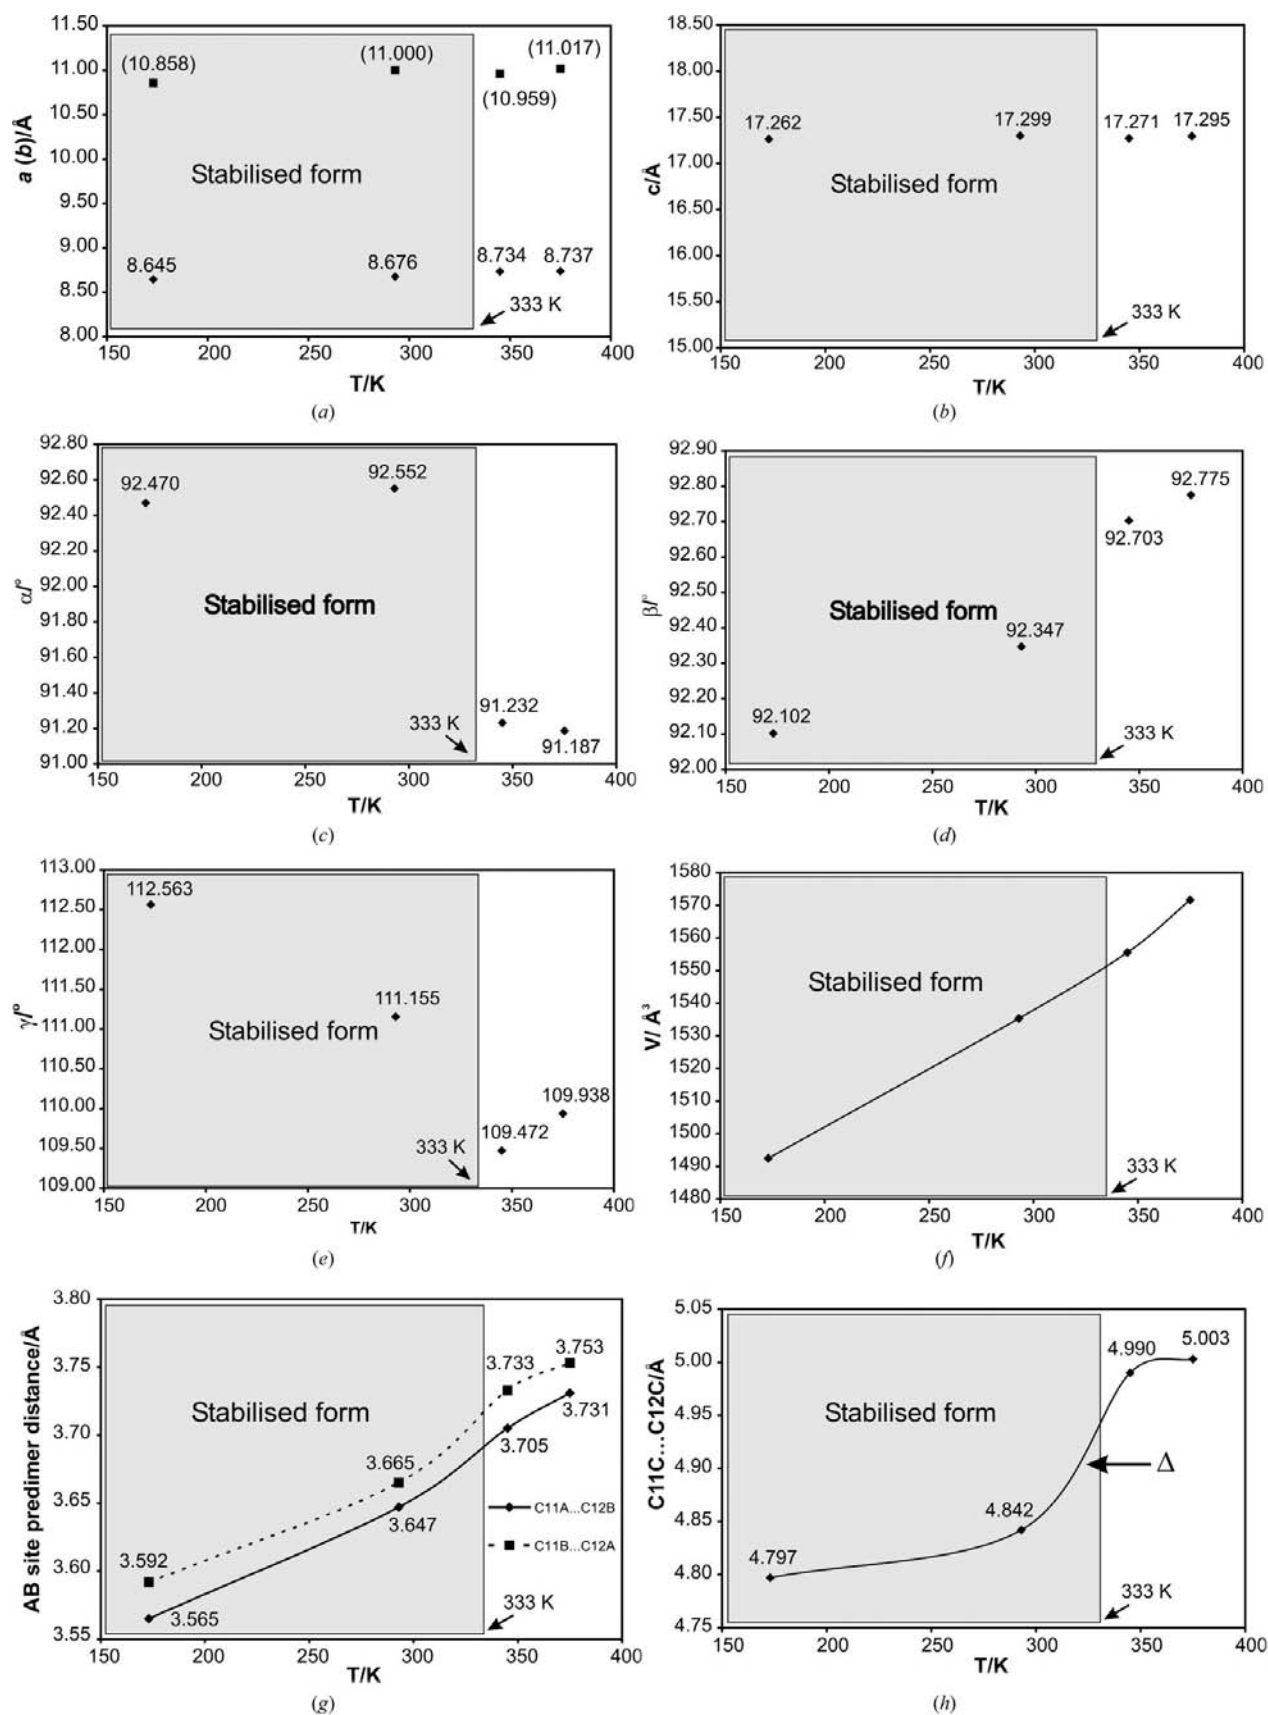 11.50
11.00
10.50
10.00
9.50
9.00
8.50
8.00
a (b)/Å
(10.858)
(11.000)
(10.959)
(11.017)
Stabilised form
8.645
8.676
8.734
8.737
333 K
150 200 250 300 350 400
T/K
(a)
18.50
18.00
17.50
17.00
16.50
16.00
15.50
15.00
c/Å
17.262
17.299
17.271
17.295
Stabilised form
333 K
150 200 250 300 350 400
T/K
(b)
92.80
92.60
92.40
92.20
92.00
91.80
91.60
91.40
91.20
91.00
α/°
92.470
92.552
Stabilised form
91.232
91.187
333 K
150 200 250 300 350 400
T/K
(c)
92.90
92.80
92.70
92.60
92.50
92.40
92.30
92.20
92.10
92.00
β/°
92.775
92.703
Stabilised form
92.347
92.102
333 K
150 200 250 300 350 400
T/K
(d)
113.00
112.50
112.00
111.50
111.00
110.50
110.00
109.50
109.00
γ/°
112.563
111.155
Stabilised form
109.938
109.472
333 K
150 200 250 300 350 400
T/K
(e)
1580
1570
1560
1550
1540
1530
1520
1510
1500
1490
1480
V/ Å³
Stabilised form
333 K
150 200 250 300 350 400
T/K
(f)
3.80
3.75
3.70
3.65
3.60
3.55
AB site predimer distance/Å
Stabilised form
3.733
3.753
3.731
3.705
3.665
3.647
3.592
3.565
C11A...C12B
C11B...C12A
333 K
150 200 250 300 350 400
T/K
(g)
5.05
5.00
4.95
4.90
4.85
4.80
4.75
C11C...C12C/Å
4.990
5.003
Stabilised form
Δ
4.842
4.797
333 K
150 200 250 300 350 400
T/K
(h)